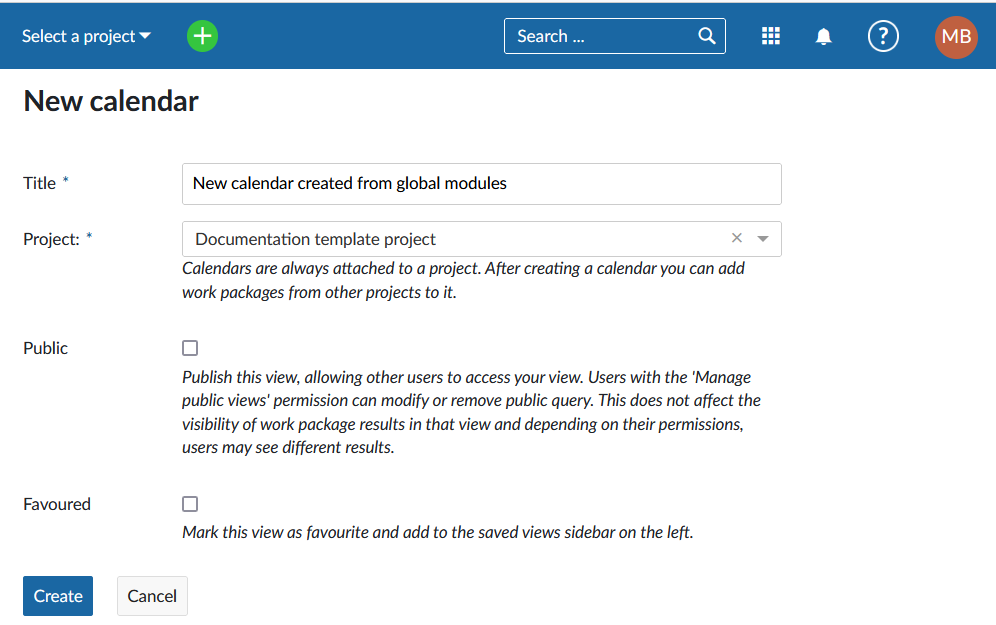 Select a project
Search ...
?
MB
New calendar
Title *
New calendar created from global modules
Project: *
Documentation template project
Calendars are always attached to a project. After creating a calendar you can add
work packages from other projects to it.
Public
Publish this view, allowing other users to access your view. Users with the 'Manage
public views' permission can modify or remove public query. This does not affect the
visibility of work package results in that view and depending on their permissions,
users may see different results.
Favoured
Mark this view as favourite and add to the saved views sidebar on the left.
Create
Cancel